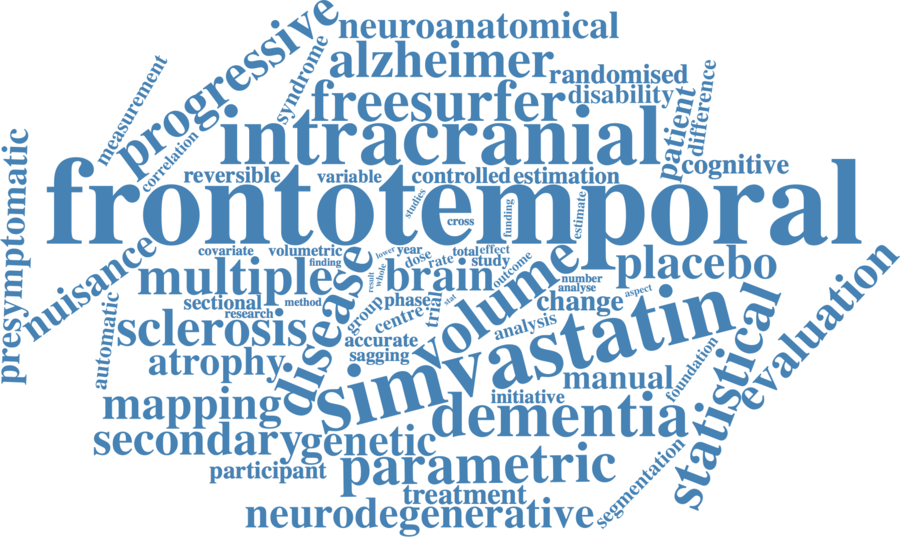 neuroanatomical
progressive
syndrome
alzheimer
randomised
measurement
freesurfer
disability
difference
patient
intracranial
correlation
cognitive
reversible
variable
controlled
estimation
frontotemporal
studies
cross
funding
estimate
presymptomatic
nuisance
covariate
volumetric
finding
lower
year
total
effect
dose
rate
study
outcome
multiple
disease
result
whole
brain
volume
number
analyse
placebo
evaluation
automatic
sectional
method
research
group
phase
stat
trial
change
aspect
sclerosis
centre
accurate
analysis
simvastatin
statistical
atrophy
sagging
manual
foundation
mapping
initiative
dementia
secondary
genetic
participant
parametric
treatment
segmentation
neurodegenerative